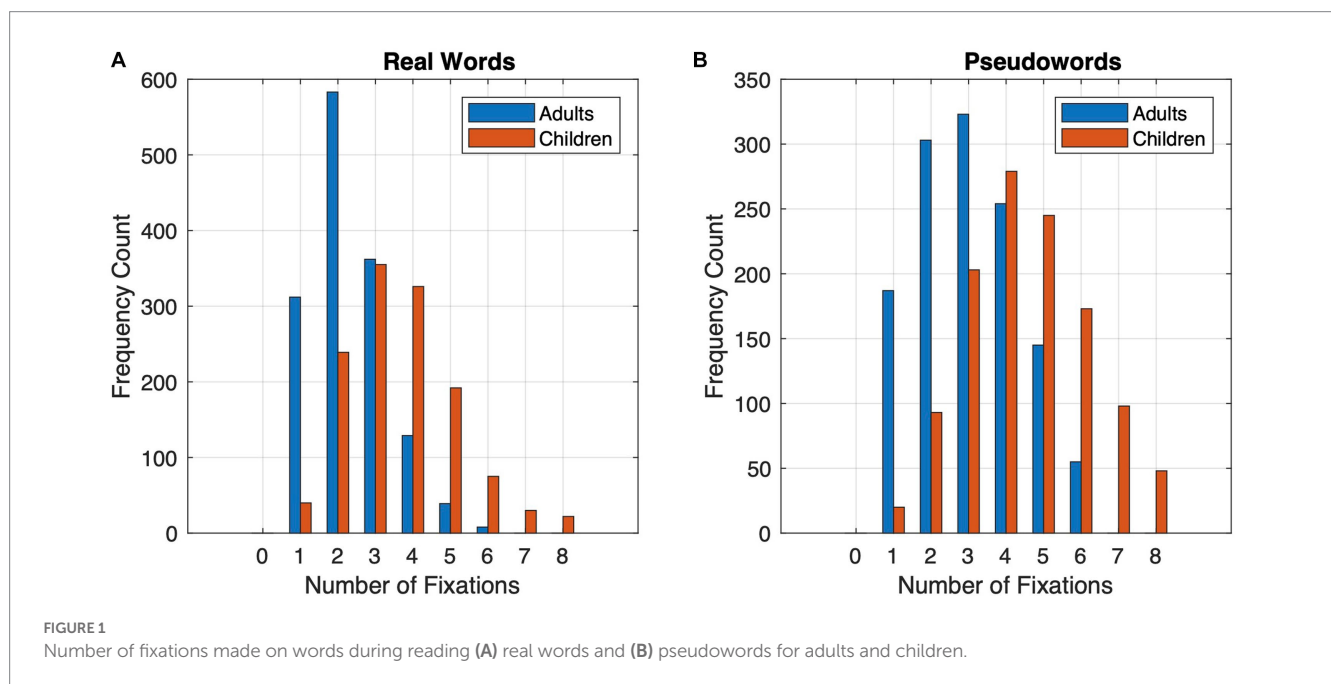 A
Real Words
600
500
400
300
200
100
0
Frequency Count
Adults
Children
0 1 2 3 4 5 6 7 8
Number of Fixations
B
Pseudowords
350
300
250
200
150
100
50
0
Frequency Count
Adults
Children
0 1 2 3 4 5 6 7 8
Number of Fixations
FIGURE 1
Number of fixations made on words during reading (A) real words and (B) pseudowords for adults and children.